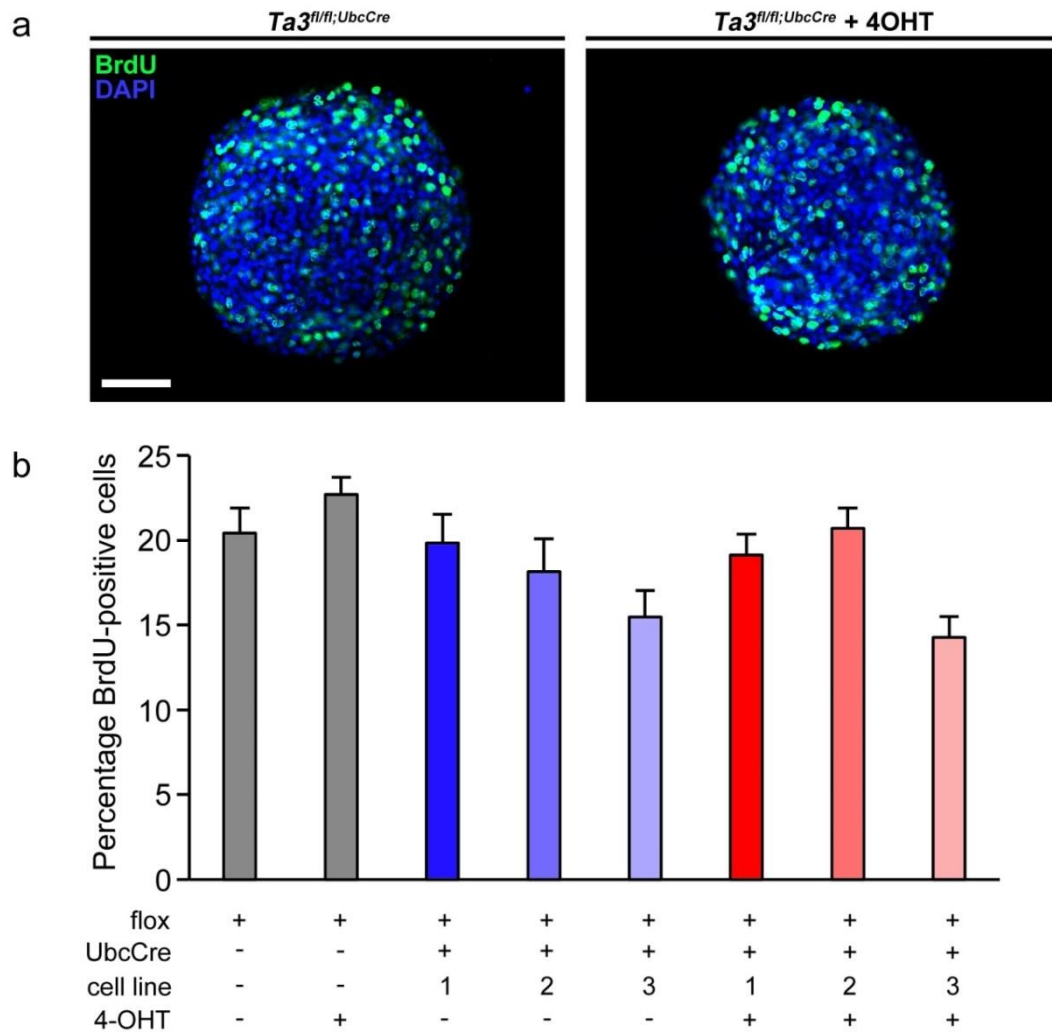 a
Ta3fl/fl;UbcCre
Ta3fl/fl;UbcCre + 4OHT
BrdU
DAPI
b
Percentage BrdU-positive cells
25
20
15
10
5
0
flox + + + + + + + +
UbcCre - - + + + + + +
cell line - - 1 2 3 1 2 3
4-OHT - + - - - + + +